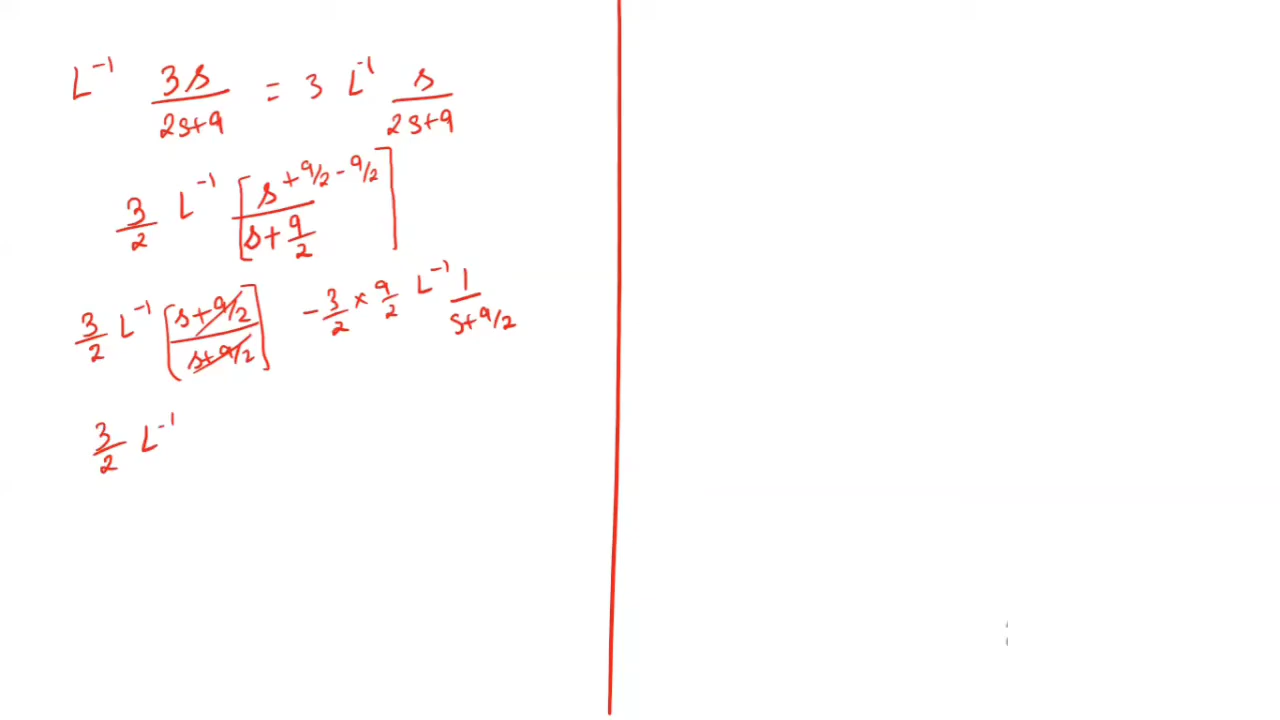 L⁻¹ 3s/(2s+9) = 3 L⁻¹ s/(2s+9)
3/2 L⁻¹ [(s+9/2-9/2)/(s+9/2)]
3/2 L⁻¹ [(s+9/2)/(s+9/2)] -3/2 × 9/2 L⁻¹ 1/(s+9/2)
3/2 L⁻¹